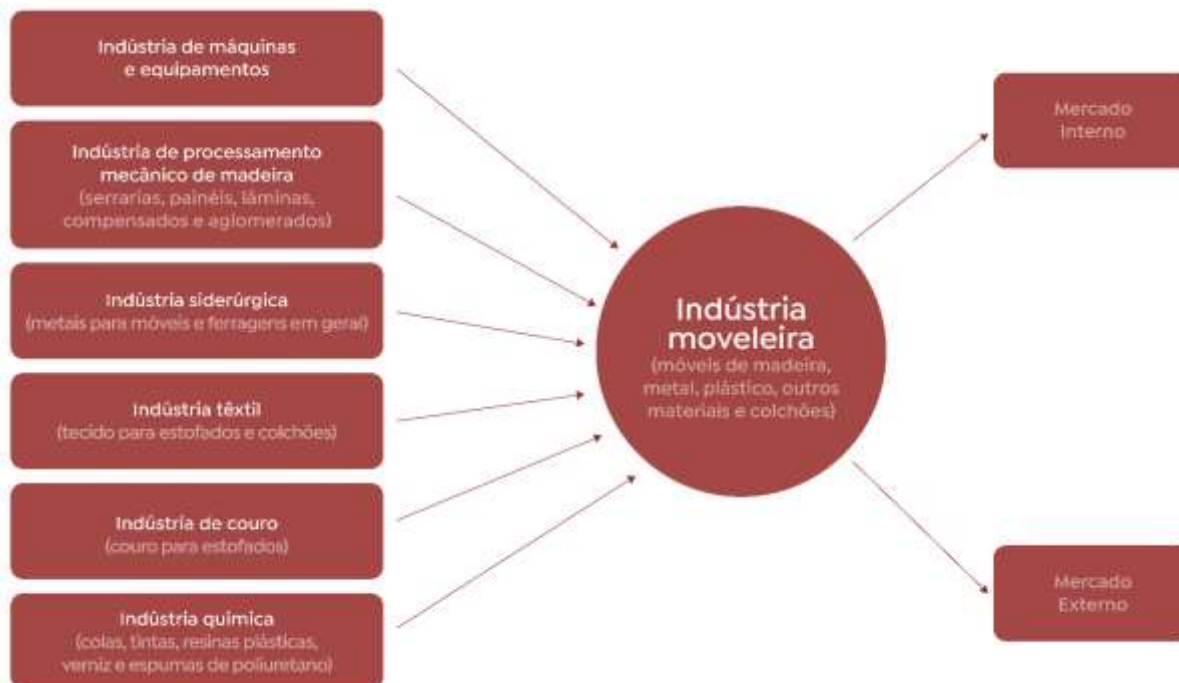 Indústria de máquinas
e equipamentos
Indústria de processamento
mecânico de madeira
(serrarias, painéis, lâminas,
compensados e aglomerados)
Indústria siderúrgica
(metais para móveis e ferragens em geral)
Indústria têxtil
(tecido para estofados e colchões)
Indústria de couro
(couro para estofados)
Indústria química
(colas, tintas, resinas plásticas,
verniz e espumas de poliuretano)
Indústria
moveleira
(móveis de madeira,
metal, plástico, outros
materiais e colchões)
Mercado
Interno
Mercado
Externo